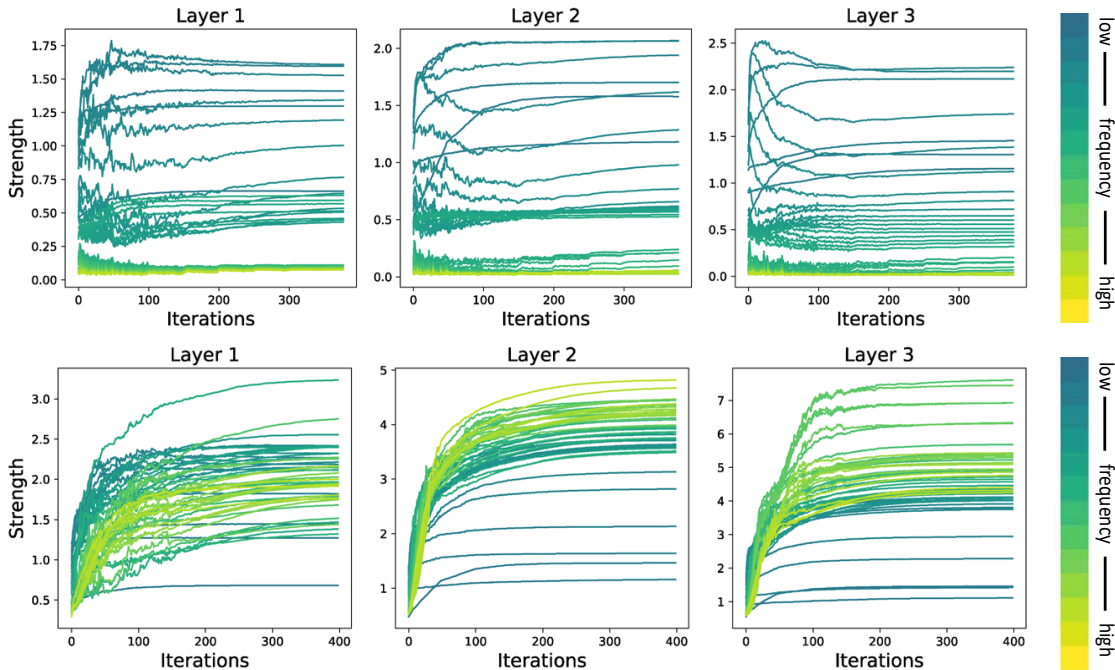 Layer 1
Layer 2
Layer 3
Strength
1.75
1.50
1.25
1.00
0.75
0.50
0.25
0.00
0 100 200 300
Iterations
2.0
1.5
1.0
0.5
0.0
0 100 200 300
Iterations
2.5
2.0
1.5
1.0
0.5
0.0
0 100 200 300
Iterations
low frequency high
Layer 1
Layer 2
Layer 3
Strength
3.0
2.5
2.0
1.5
1.0
0.5
0 100 200 300 400
Iterations
5
4
3
2
1
0 100 200 300 400
Iterations
7
6
5
4
3
2
1
0 100 200 300 400
Iterations
low frequency high